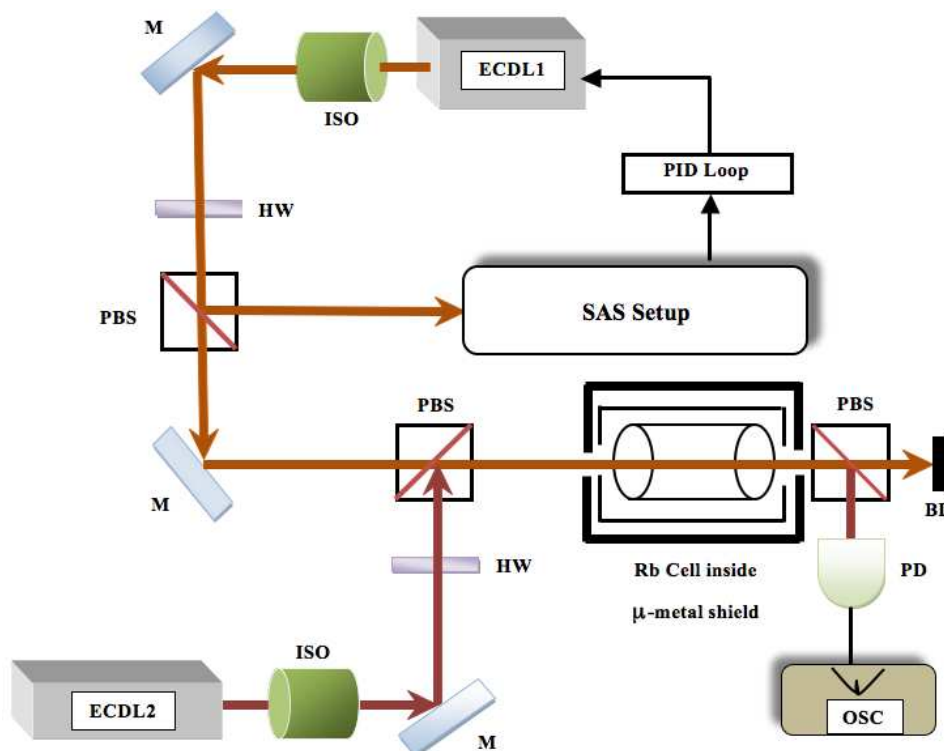 M
ECDL1
ISO
PID Loop
HW
PBS
SAS Setup
PBS
PBS
M
BD
HW
Rb Cell inside
μ-metal shield
PD
ISO
ECDL2
M
OSC